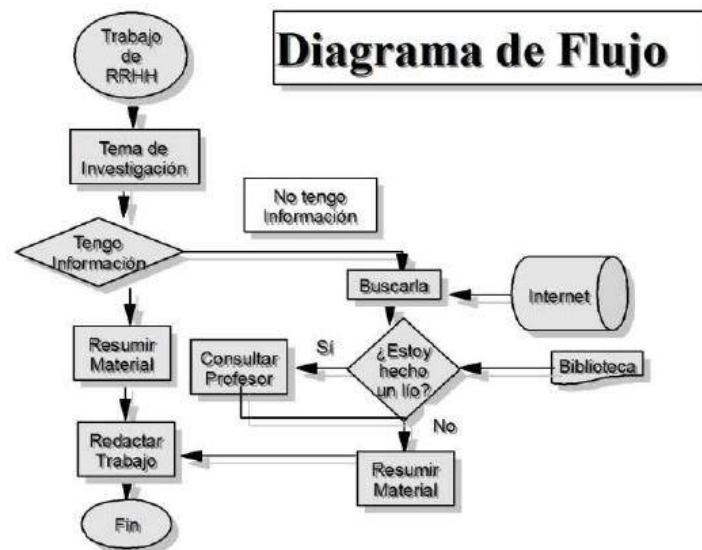 Diagrama de Flujo
Trabajo
de
RRHH
Tema de
Investigación
No tengo
Información
Tengo
Información
Buscarla
Internet
Resumir
Material
Consultar
Profesor
Sí
¿Estoy
hecho
un lío?
Biblioteca
No
Redactar
Trabajo
Resumir
Material
Fin